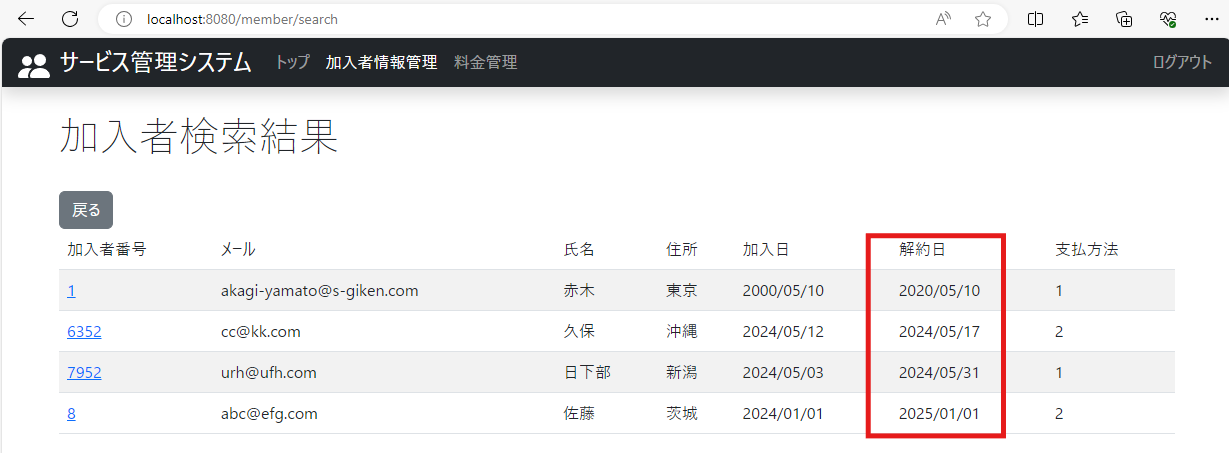 localhost:8080/member/search
サービス管理システム トップ 加入者情報管理 料金管理 ログアウト
加入者検索結果
戻る
加入者番号 メール 氏名 住所 加入日 解約日 支払方法
1 akagi-yamato@s-giken.com 赤木 東京 2000/05/10 2020/05/10 1
6352 cc@kk.com 久保 沖縄 2024/05/12 2024/05/17 2
7952 urh@ufh.com 日下部 新潟 2024/05/03 2024/05/31 1
8 abc@efg.com 佐藤 茨城 2024/01/01 2025/01/01 2